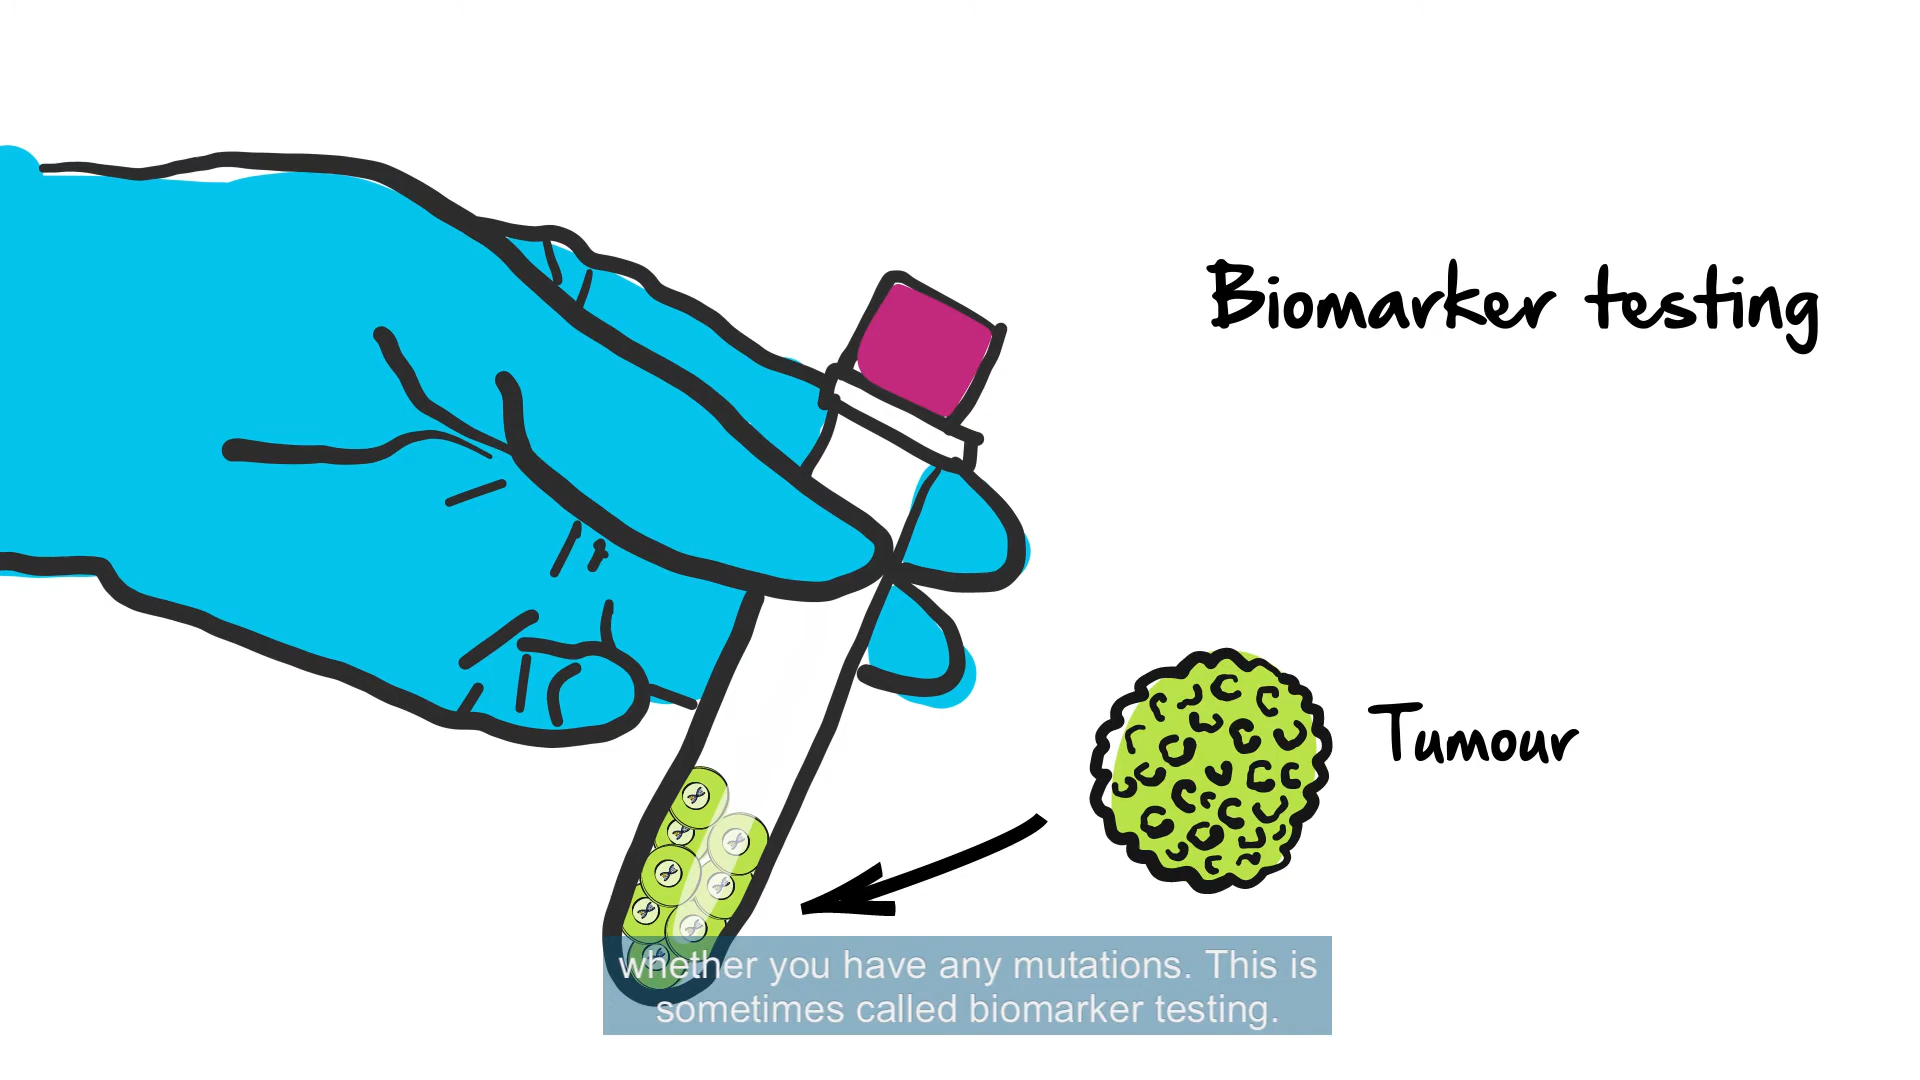 Biomarker testing
Tumour
whether you have any mutations. This is
sometimes called biomarker testing.